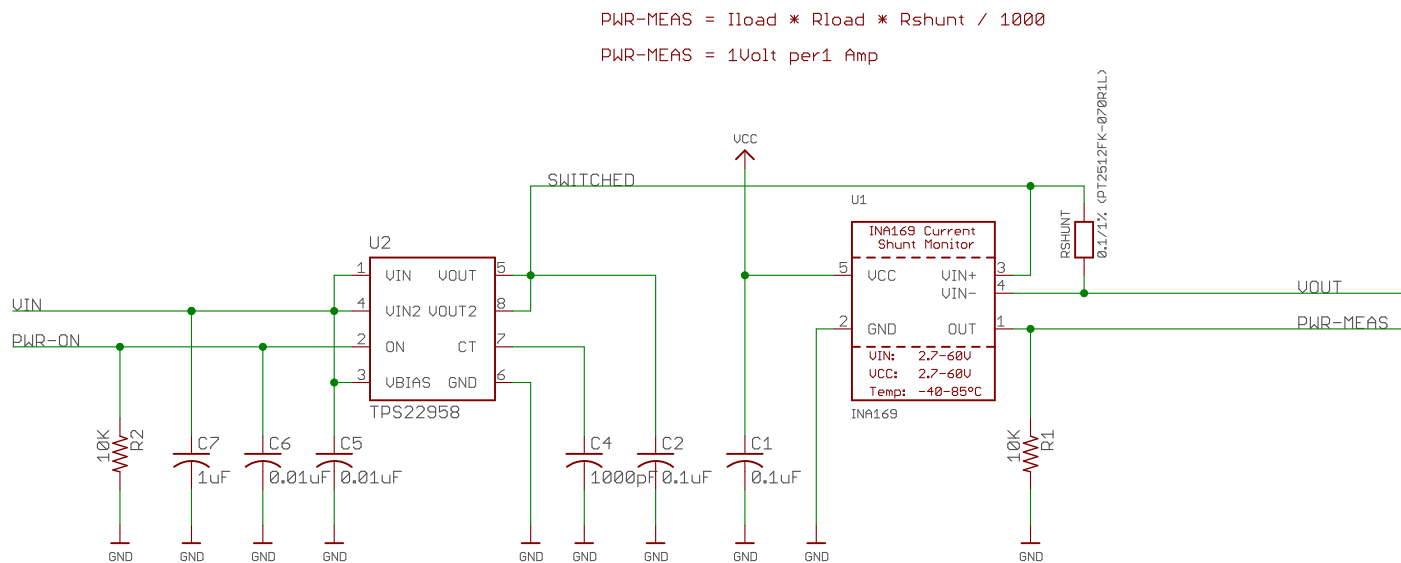 PWR-MEAS = Iload * Rload * Rshunt / 1000
PWR-MEAS = 1Volt per1 Amp
VCC
SWITCHED
RSHUNT
0.1/1% (PT2512FK-070R1L)
U1
INA169 Current
Shunt Monitor
5 VCC VIN+ 3
VIN- 4
2 GND OUT 1
VIN: 2.7-60V
VCC: 2.7-60V
Temp: -40-85°C
INA169
VOUT
PWR-MEAS
U2
1 VIN VOUT 5
4 VIN2 VOUT2 8
2 ON CT 7
3 VBIAS GND 6
TPS22958
VIN
PWR-ON
10K
R2
C7
1uF
C6
0.01uF
C5
0.01uF
C4
1000pF
C2
0.1uF
C1
0.1uF
10K
R1
GND
GND
GND
GND
GND
GND
GND
GND
GND
GND